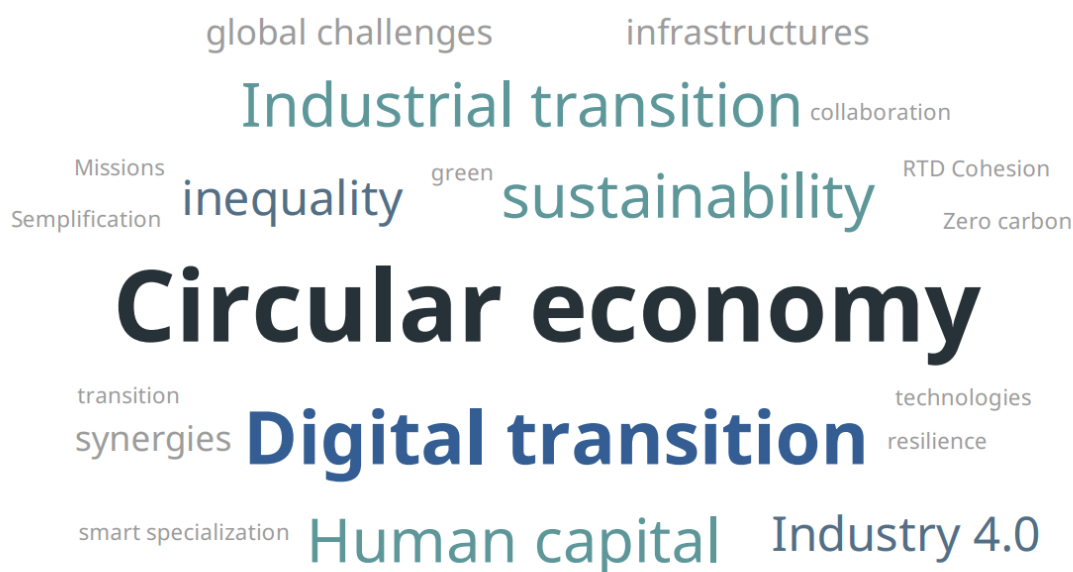 global challenges infrastructures
Industrial transition collaboration
Missions green RTD Cohesion
inequality sustainability
Semplification Zero carbon
Circular economy
transition technologies
synergies Digital transition resilience
smart specialization Human capital Industry 4.0